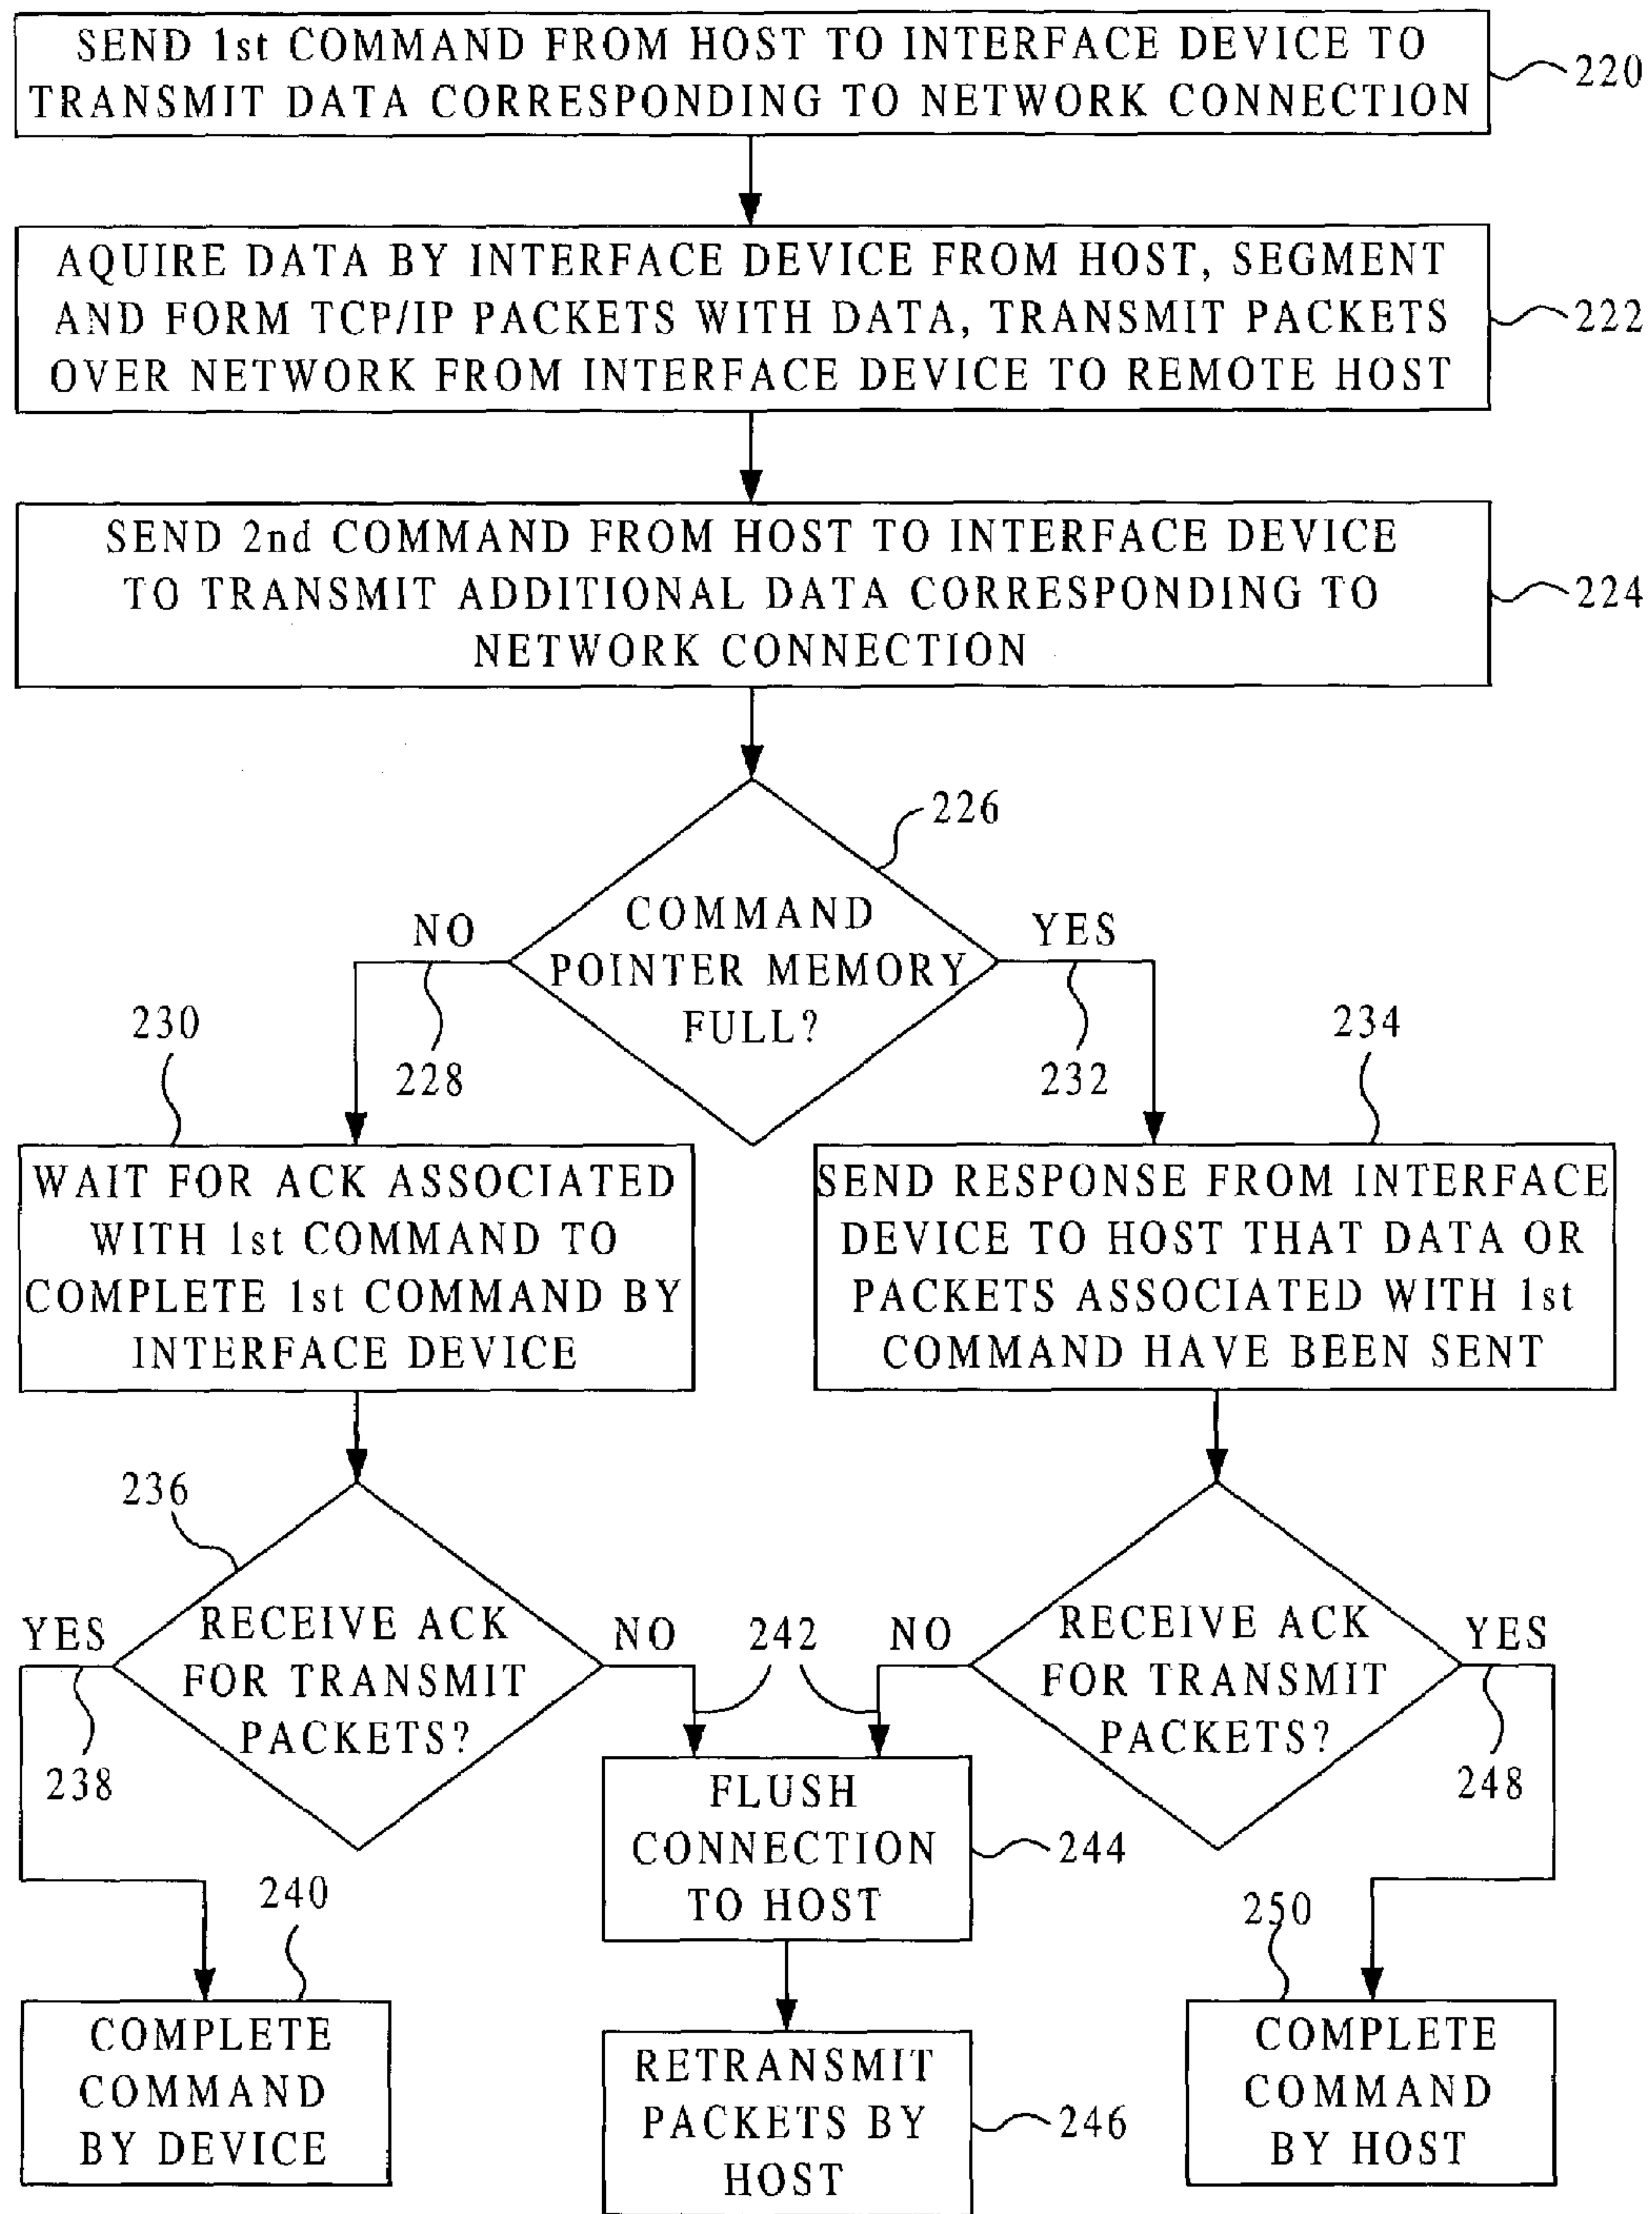 SEND 1st COMMAND FROM HOST TO INTERFACE DEVICE TO
TRANSMIT DATA CORRESPONDING TO NETWORK CONNECTION
220
AQUIRE DATA BY INTERFACE DEVICE FROM HOST, SEGMENT
AND FORM TCP/IP PACKETS WITH DATA, TRANSMIT PACKETS
OVER NETWORK FROM INTERFACE DEVICE TO REMOTE HOST
222
SEND 2nd COMMAND FROM HOST TO INTERFACE DEVICE
TO TRANSMIT ADDITIONAL DATA CORRESPONDING TO
NETWORK CONNECTION
224
226
COMMAND
POINTER MEMORY
FULL?
NO
228
YES
232
230
WAIT FOR ACK ASSOCIATED
WITH 1st COMMAND TO
COMPLETE 1st COMMAND BY
INTERFACE DEVICE
234
SEND RESPONSE FROM INTERFACE
DEVICE TO HOST THAT DATA OR
PACKETS ASSOCIATED WITH 1st
COMMAND HAVE BEEN SENT
236
YES
238
RECEIVE ACK
FOR TRANSMIT
PACKETS?
NO
242
NO
RECEIVE ACK
FOR TRANSMIT
PACKETS?
YES
248
FLUSH
CONNECTION
TO HOST
244
240
COMPLETE
COMMAND
BY DEVICE
RETRANSMIT
PACKETS BY
HOST
246
250
COMPLETE
COMMAND
BY HOST